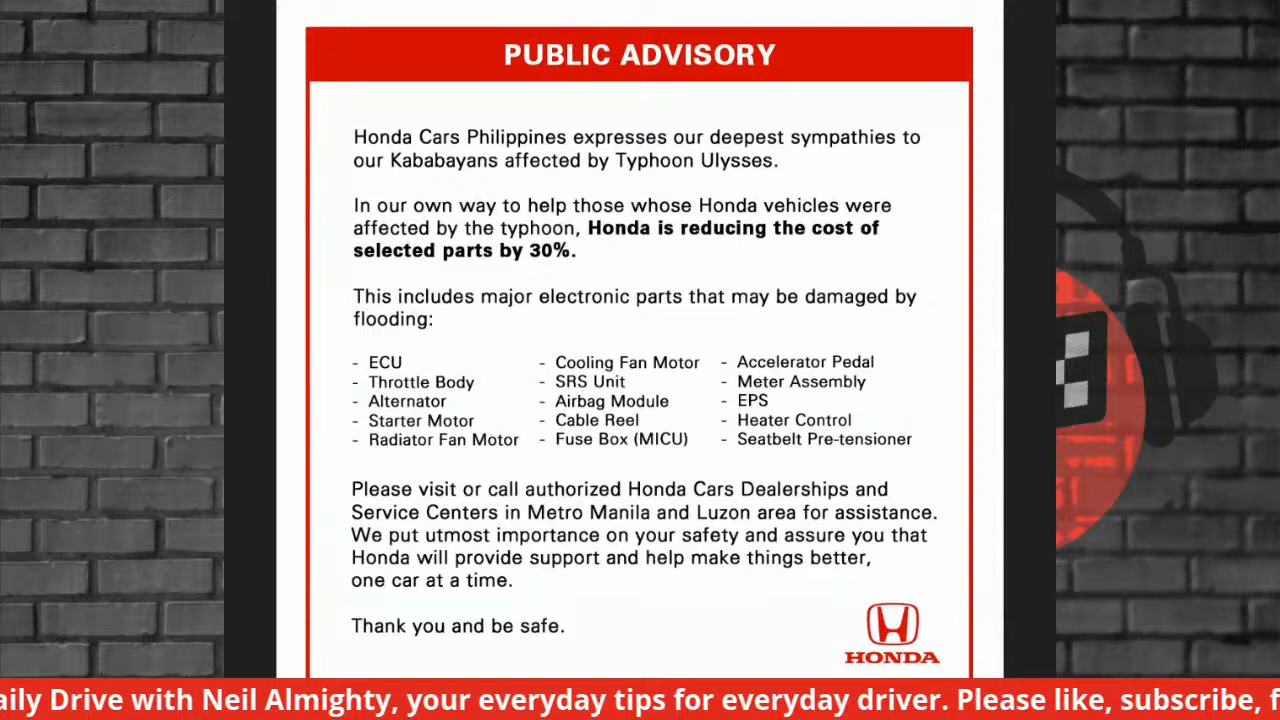 PUBLIC ADVISORY
Honda Cars Philippines expresses our deepest sympathies to
our Kababayans affected by Typhoon Ulysses.
In our own way to help those whose Honda vehicles were
affected by the typhoon, Honda is reducing the cost of
selected parts by 30%.
This includes major electronic parts that may be damaged by
flooding:
- ECU
- Throttle Body
- Alternator
- Starter Motor
- Radiator Fan Motor
- Cooling Fan Motor
- SRS Unit
- Airbag Module
- Cable Reel
- Fuse Box (MICU)
- Accelerator Pedal
- Meter Assembly
- EPS
- Heater Control
- Seatbelt Pre-tensioner
Please visit or call authorized Honda Cars Dealerships and
Service Centers in Metro Manila and Luzon area for assistance.
We put utmost importance on your safety and assure you that
Honda will provide support and help make things better,
one car at a time.
Thank you and be safe.
HONDA
aily Drive with Neil Almighty, your everyday tips for everyday driver. Please like, subscribe, f